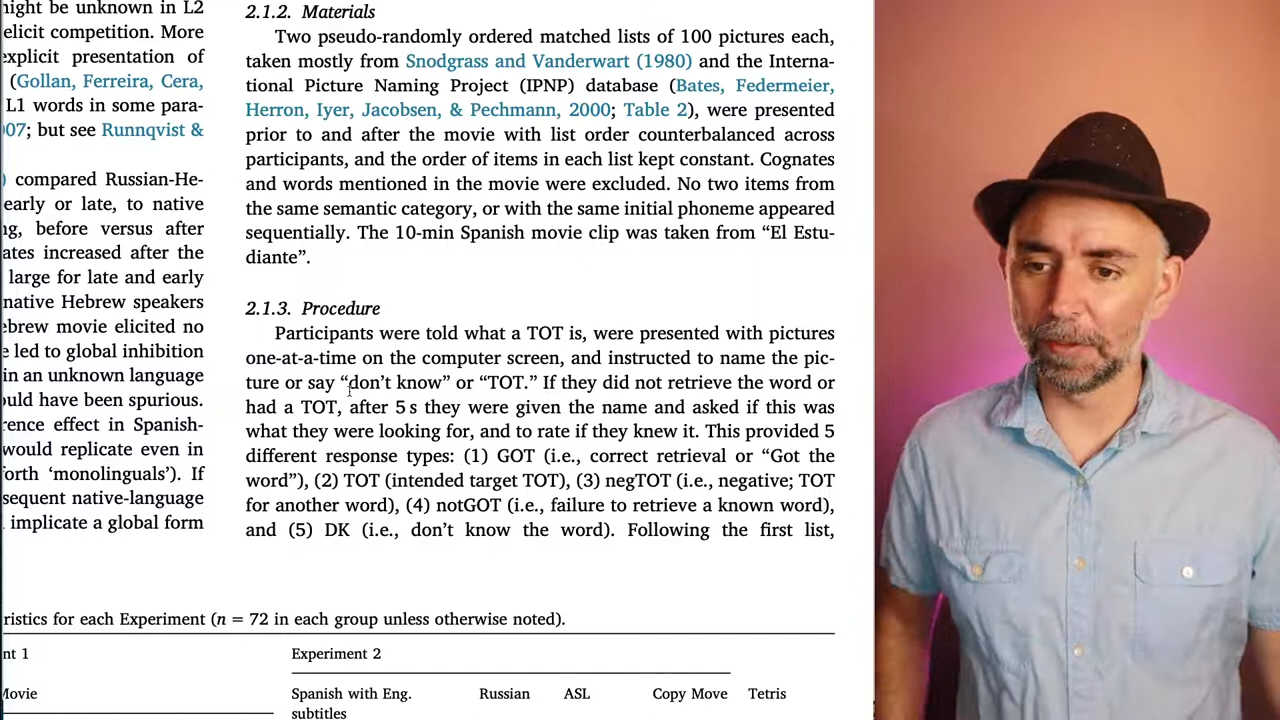 might be unknown in L2
elicit competition. More
explicit presentation of
(Gollan, Ferreira, Cera,
L1 words in some para-
07; but see Runnqvist &
) compared Russian-He-
early or late, to native
ng, before versus after
ates increased after the
large for late and early
native Hebrew speakers
ebrew movie elicited no
e led to global inhibition
in an unknown language
ould have been spurious.
rence effect in Spanish-
would replicate even in
forth ‘monolinguals’). If
sequent native-language
implicate a global form
2.1.2. Materials
Two pseudo-randomly ordered matched lists of 100 pictures each,
taken mostly from Snodgrass and Vanderwart (1980) and the Interna-
tional Picture Naming Project (IPNP) database (Bates, Federmeier,
Herron, Iyer, Jacobsen, & Pechmann, 2000; Table 2), were presented
prior to and after the movie with list order counterbalanced across
participants, and the order of items in each list kept constant. Cognates
and words mentioned in the movie were excluded. No two items from
the same semantic category, or with the same initial phoneme appeared
sequentially. The 10-min Spanish movie clip was taken from “El Estu-
diante”.
2.1.3. Procedure
Participants were told what a TOT is, were presented with pictures
one-at-a-time on the computer screen, and instructed to name the pic-
ture or say “don’t know” or “TOT.” If they did not retrieve the word or
had a TOT, after 5 s they were given the name and asked if this was
what they were looking for, and to rate if they knew it. This provided 5
different response types: (1) GOT (i.e., correct retrieval or “Got the
word”), (2) TOT (intended target TOT), (3) negTOT (i.e., negative; TOT
for another word), (4) notGOT (i.e., failure to retrieve a known word),
and (5) DK (i.e., don’t know the word). Following the first list,
ristics for each Experiment (n = 72 in each group unless otherwise noted).
nt 1
Experiment 2
Movie
Spanish with Eng.
subtitles
Russian
ASL
Copy Move
Tetris